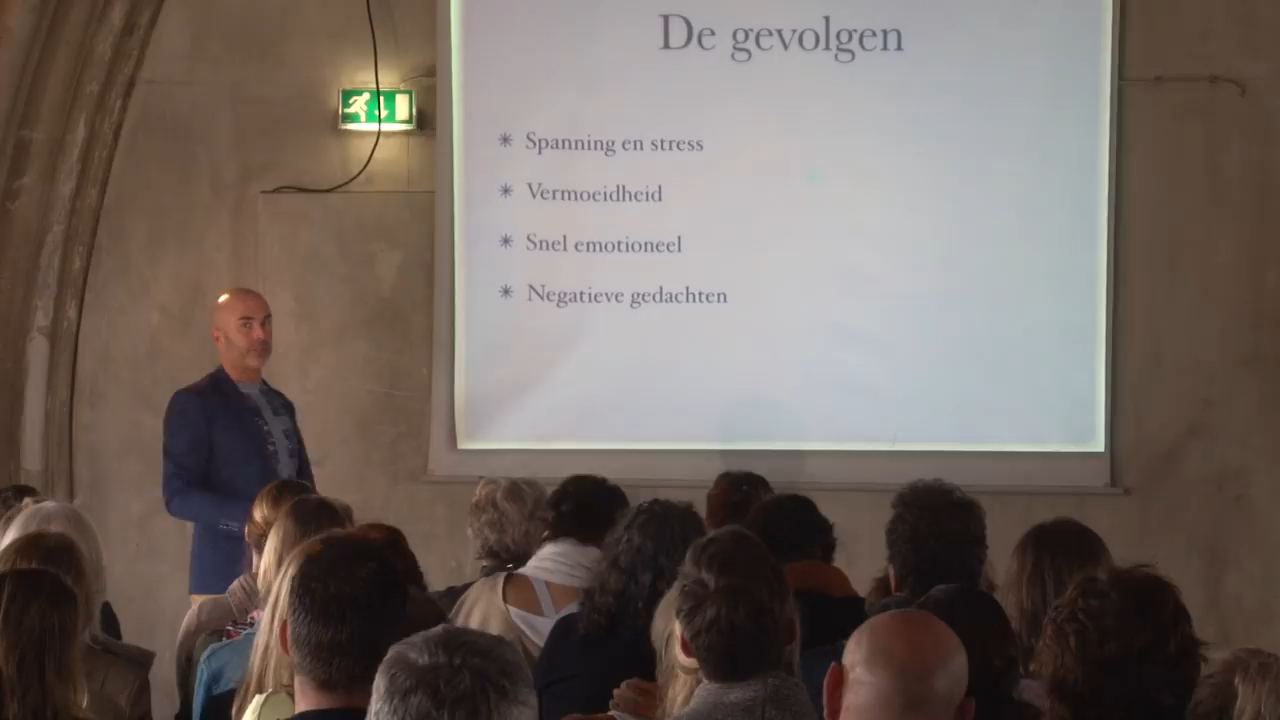 De gevolgen
Spanning en stress
Vermoeidheid
Snel emotioneel
Negatieve gedachten